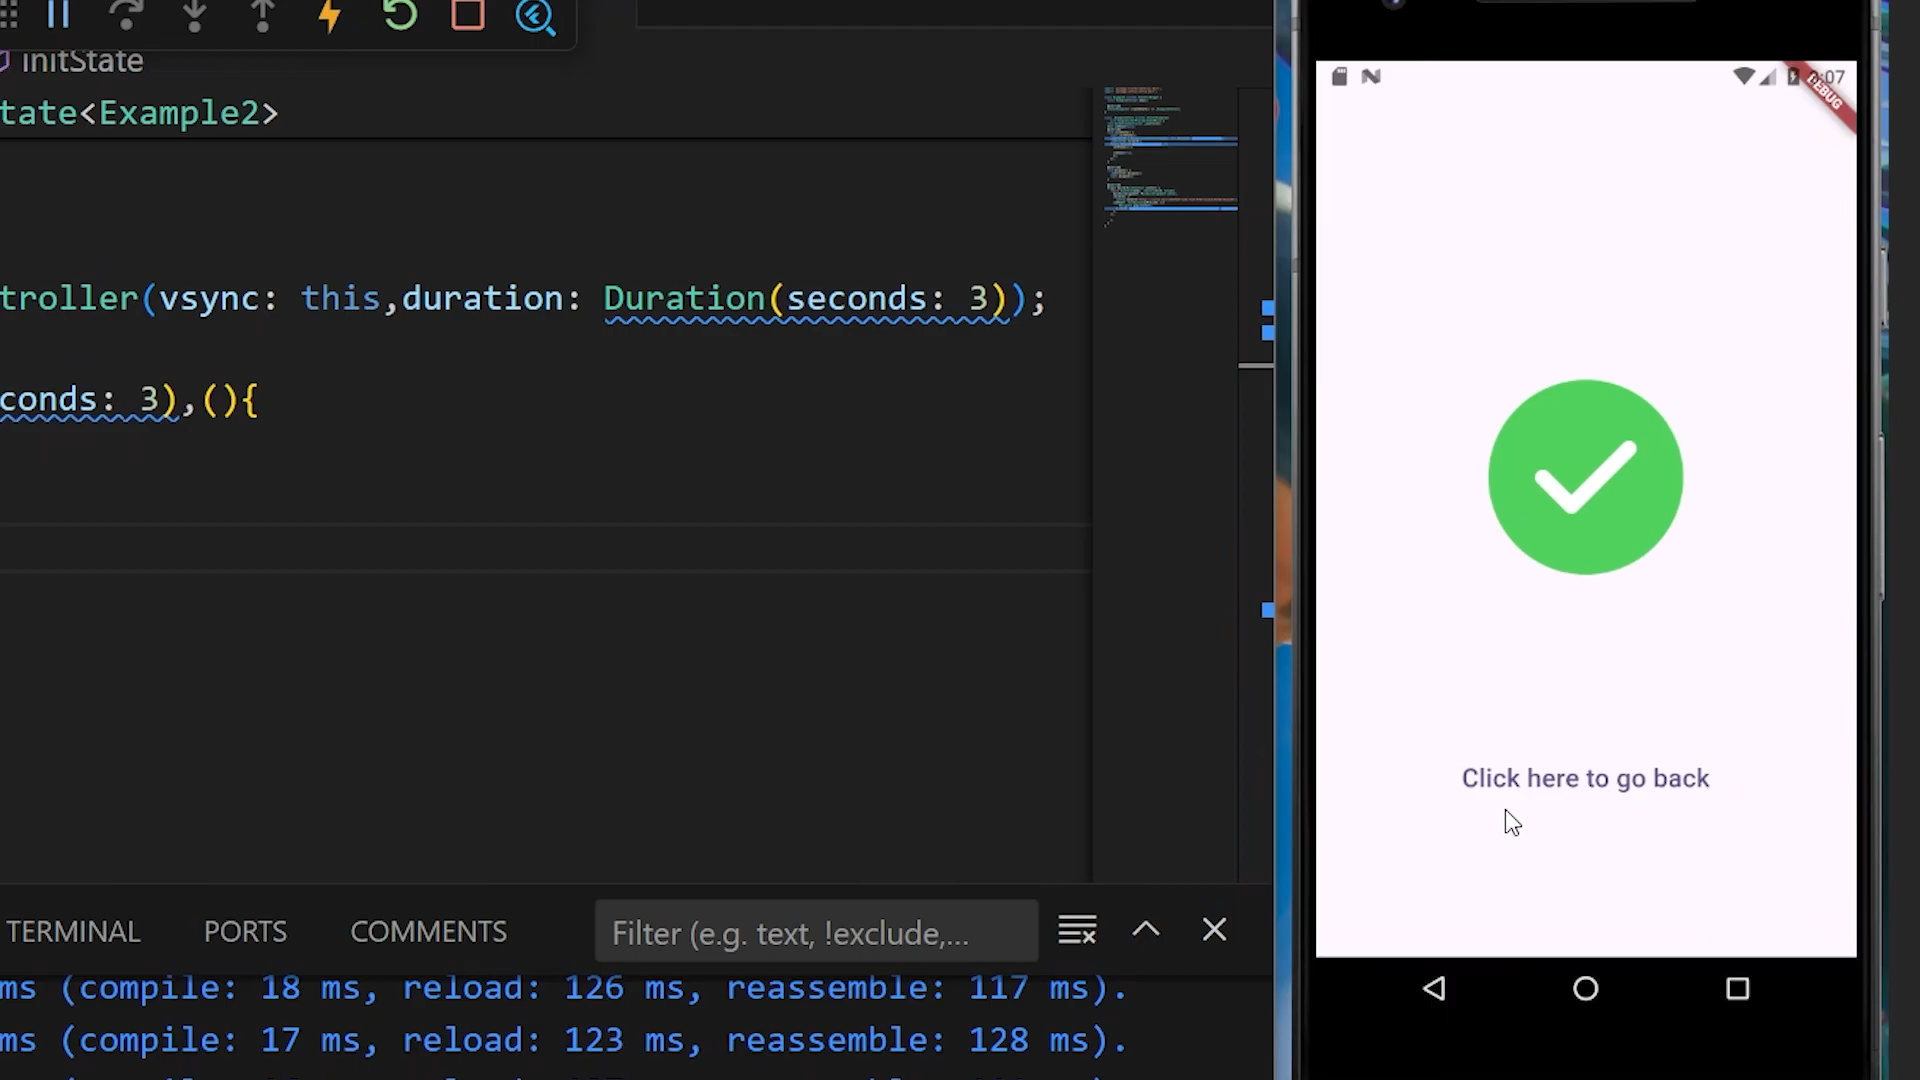 initState
tate<Example2>
troller(vsync: this,duration: Duration(seconds: 3));
conds: 3),(){
TERMINAL
PORTS
COMMENTS
Filter (e.g. text, !exclude,...
ms (compile: 18 ms, reload: 126 ms, reassemble: 117 ms).
ms (compile: 17 ms, reload: 123 ms, reassemble: 128 ms).
:07
DEBUG
Click here to go back